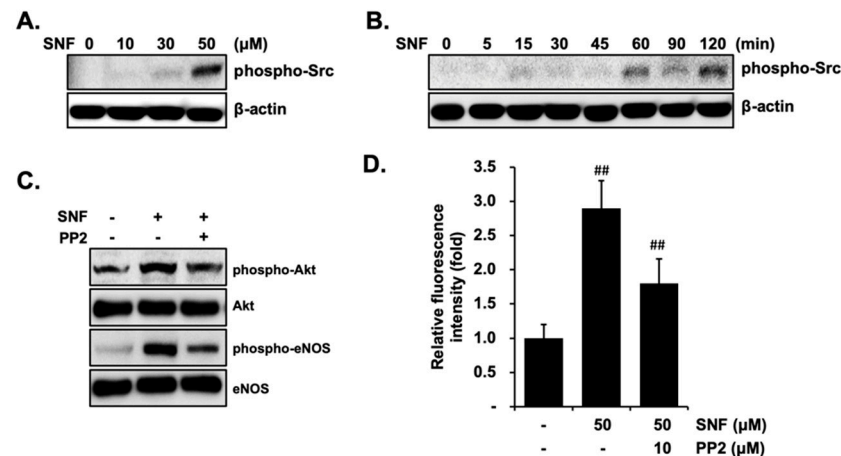 A.
SNF 0 10 30 50 (µM)
phospho-Src
β-actin
B.
SNF 0 5 15 30 45 60 90 120 (min)
phospho-Src
β-actin
C.
SNF - + +
PP2 - - +
phospho-Akt
Akt
phospho-eNOS
eNOS
D.
Relative fluorescence
intensity (fold)
3.5
3.0
2.5
2.0
1.5
1.0
0.5
-
##
##
- 50 50 SNF (µM)
- - 10 PP2 (µM)